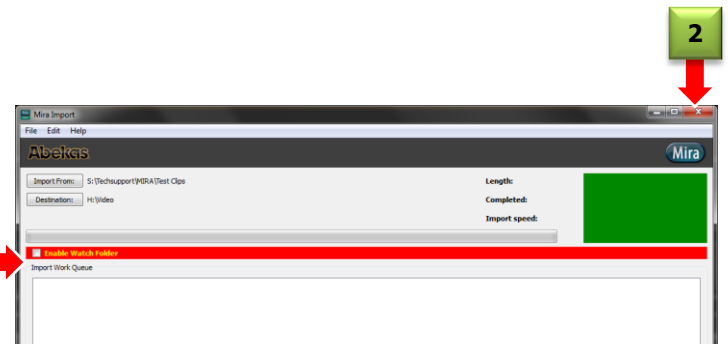 2
Mira Import
File Edit Help
Abekas
Mira
Import From: S:\Techsupport\MIRA\Test Clips
Length:
Destination: H:\Video
Completed:
Import speed:
Enable Watch Folder
Import Work Queue